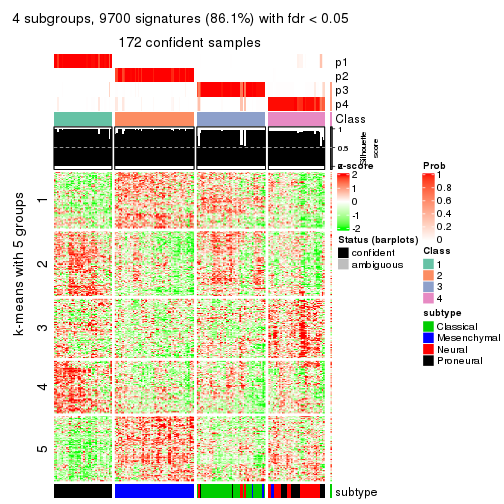 4 subgroups, 9700 signatures (86.1%) with fdr < 0.05
172 confident samples
p1
p2
p3
p4
Class
1
0.5
0
Silhouette
score
k-means with 5 groups
1
2
3
4
5
subtype
z-score
2
1
0
-1
-2
Status (barplots)
confident
ambiguous
Prob
1
0.8
0.6
0.4
0.2
0
Class
1
2
3
4
subtype
Classical
Mesenchymal
Neural
Proneural